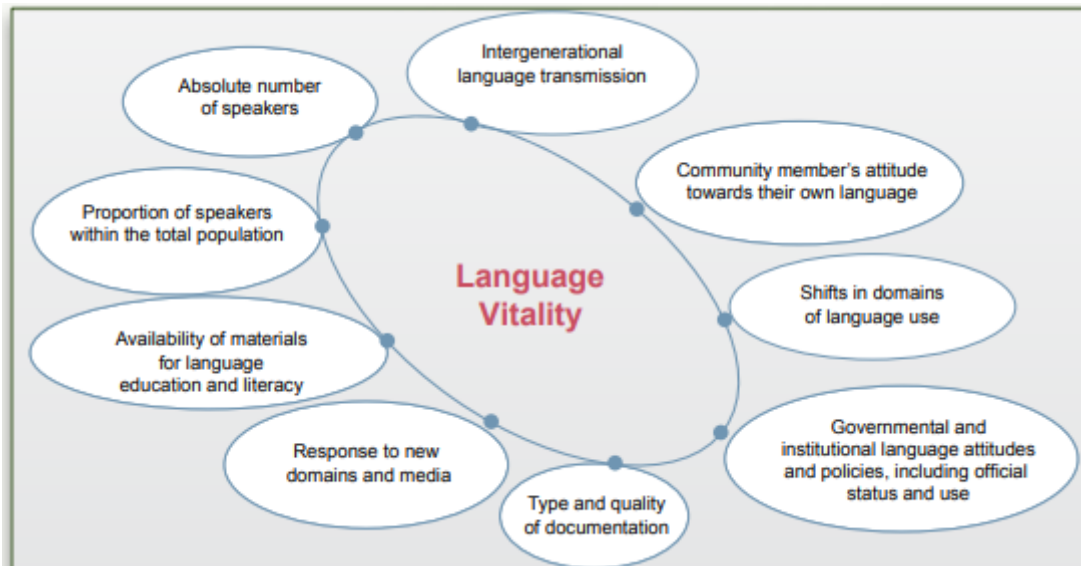 Intergenerational
language transmission
Absolute number
of speakers
Community member's attitude
towards their own language
Proportion of speakers
within the total population
Language
Vitality
Shifts in domains
of language use
Availability of materials
for language
education and literacy
Governmental and
institutional language attitudes
and policies, including official
status and use
Response to new
domains and media
Type and quality
of documentation